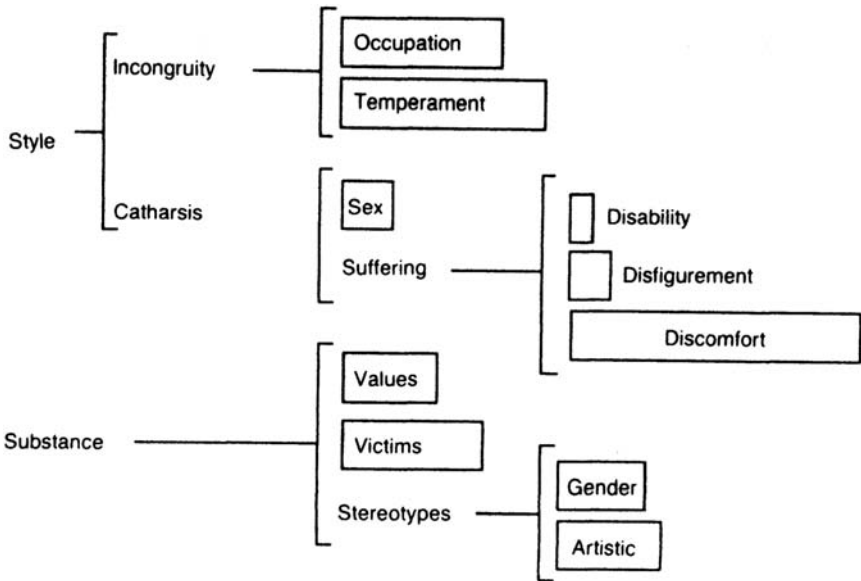 Style
Incongruity
Occupation
Temperament
Catharsis
Sex
Suffering
Disability
Disfigurement
Discomfort
Substance
Values
Victims
Stereotypes
Gender
Artistic